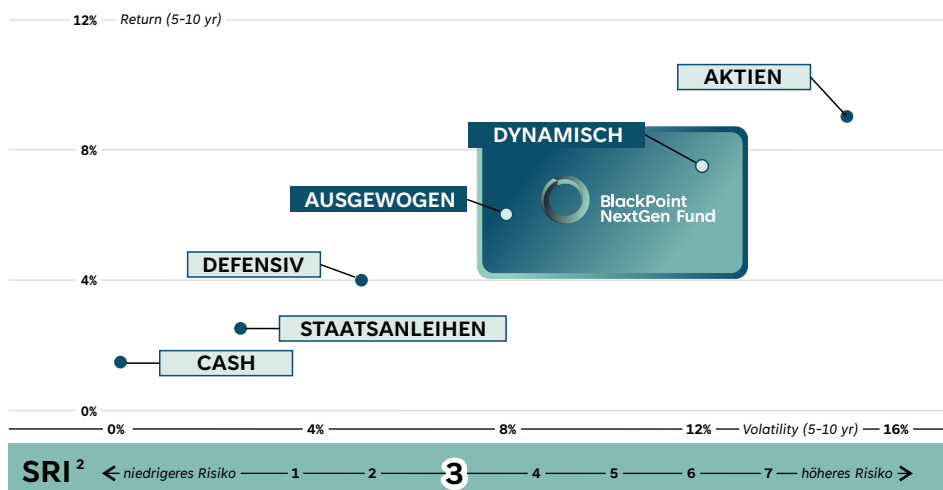 12% Return (5-10 yr)
AKTIEN
8%
DYNAMISCH
AUSGEWOGEN
BlackPoint
NextGen Fund
DEFENSIV
4%
STAATSANLEIHEN
CASH
0%
0% 4% 8% 12% Volatility (5-10 yr) 16%
SRI ² niedrigeres Risiko 1 2 3 4 5 6 7 höheres Risiko